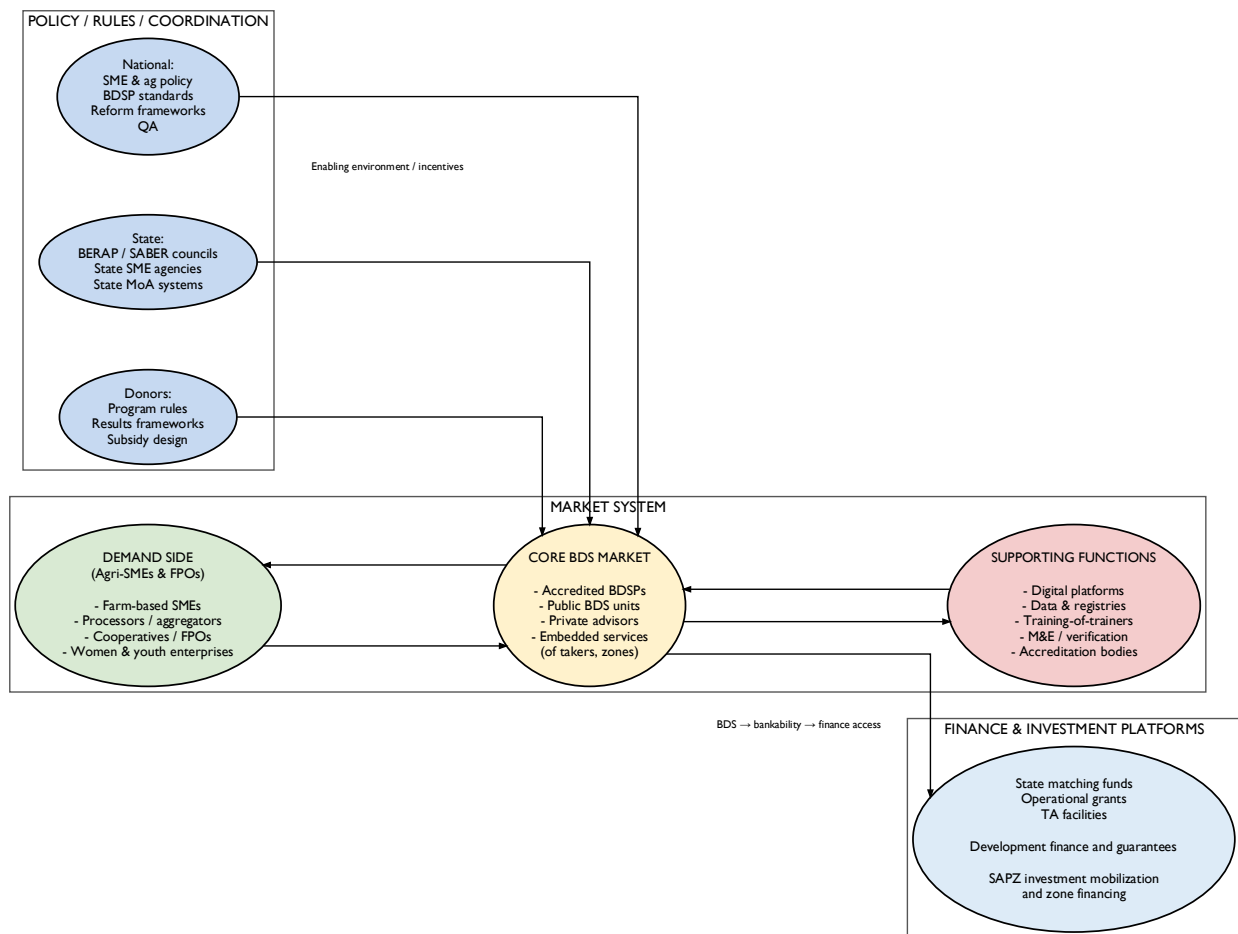 POLICY / RULES / COORDINATION
National:
SME & ag policy
BDSP standards
Reform frameworks
QA
Enabling environment / incentives
State:
BERAP / SABER councils
State SME agencies
State MoA systems
Donors:
Program rules
Results frameworks
Subsidy design
MARKET SYSTEM
DEMAND SIDE
(Agri-SMEs & FPOs)
- Farm-based SMEs
- Processors / aggregators
- Cooperatives / FPOs
- Women & youth enterprises
CORE BDS MARKET
- Accredited BDSPs
- Public BDS units
- Private advisors
- Embedded services
(of takers, zones)
SUPPORTING FUNCTIONS
- Digital platforms
- Data & registries
- Training-of-trainers
- M&E / verification
- Accreditation bodies
BDS → bankability → finance access
FINANCE & INVESTMENT PLATFORMS
State matching funds
Operational grants
TA facilities
Development finance and guarantees
SAPZ investment mobilization
and zone financing